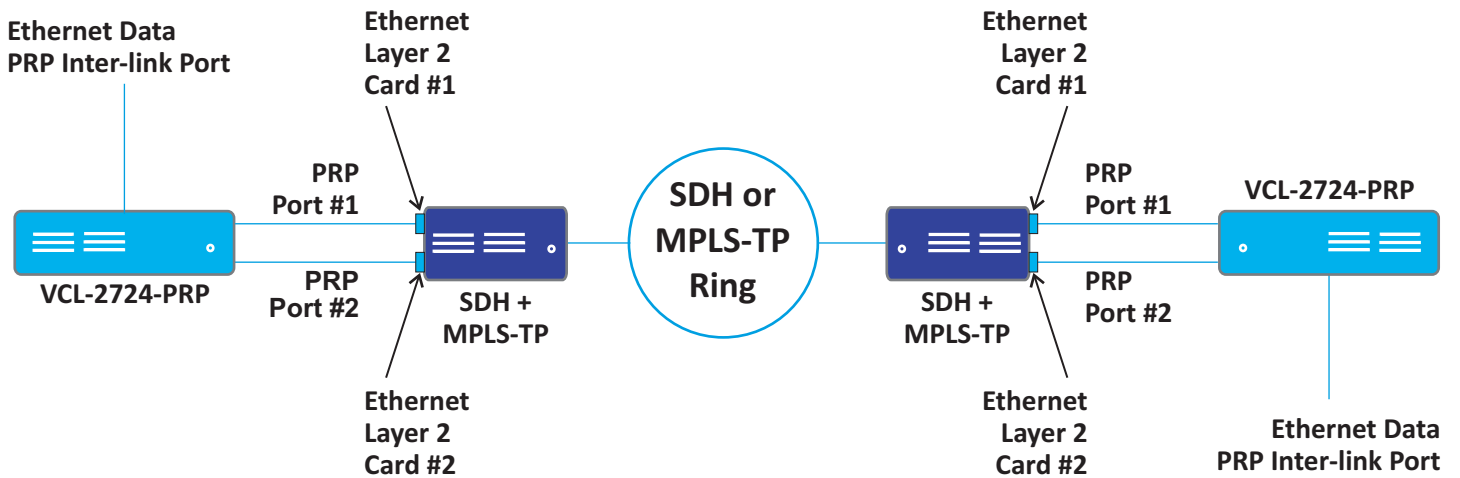 Ethernet Data
PRP Inter-link Port
Ethernet
Layer 2
Card #1
Ethernet
Layer 2
Card #1
PRP
Port #1
PRP
Port #2
VCL-2724-PRP
SDH +
MPLS-TP
Ethernet
Layer 2
Card #2
SDH or
MPLS-TP
Ring
SDH +
MPLS-TP
PRP
Port #1
PRP
Port #2
VCL-2724-PRP
Ethernet
Layer 2
Card #2
Ethernet Data
PRP Inter-link Port